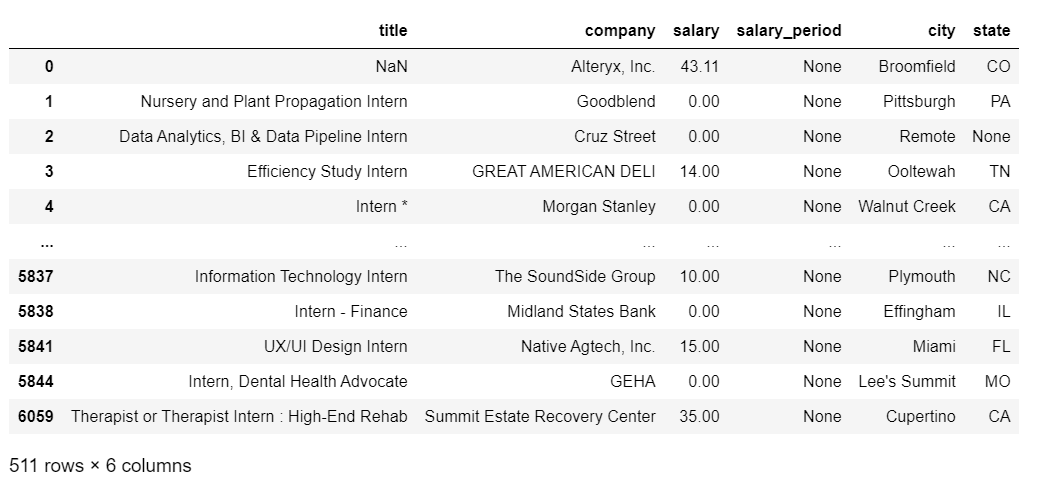 title company salary salary_period city state
0 NaN Alteryx, Inc. 43.11 None Broomfield CO
1 Nursery and Plant Propagation Intern Goodblend 0.00 None Pittsburgh PA
2 Data Analytics, BI & Data Pipeline Intern Cruz Street 0.00 None Remote None
3 Efficiency Study Intern GREAT AMERICAN DELI 14.00 None Ooltewah TN
4 Intern * Morgan Stanley 0.00 None Walnut Creek CA
... ... ... ... ... ... ...
5837 Information Technology Intern The SoundSide Group 10.00 None Plymouth NC
5838 Intern - Finance Midland States Bank 0.00 None Effingham IL
5841 UX/UI Design Intern Native Agtech, Inc. 15.00 None Miami FL
5844 Intern, Dental Health Advocate GEHA 0.00 None Lee's Summit MO
6059 Therapist or Therapist Intern : High-End Rehab Summit Estate Recovery Center 35.00 None Cupertino CA
511 rows × 6 columns